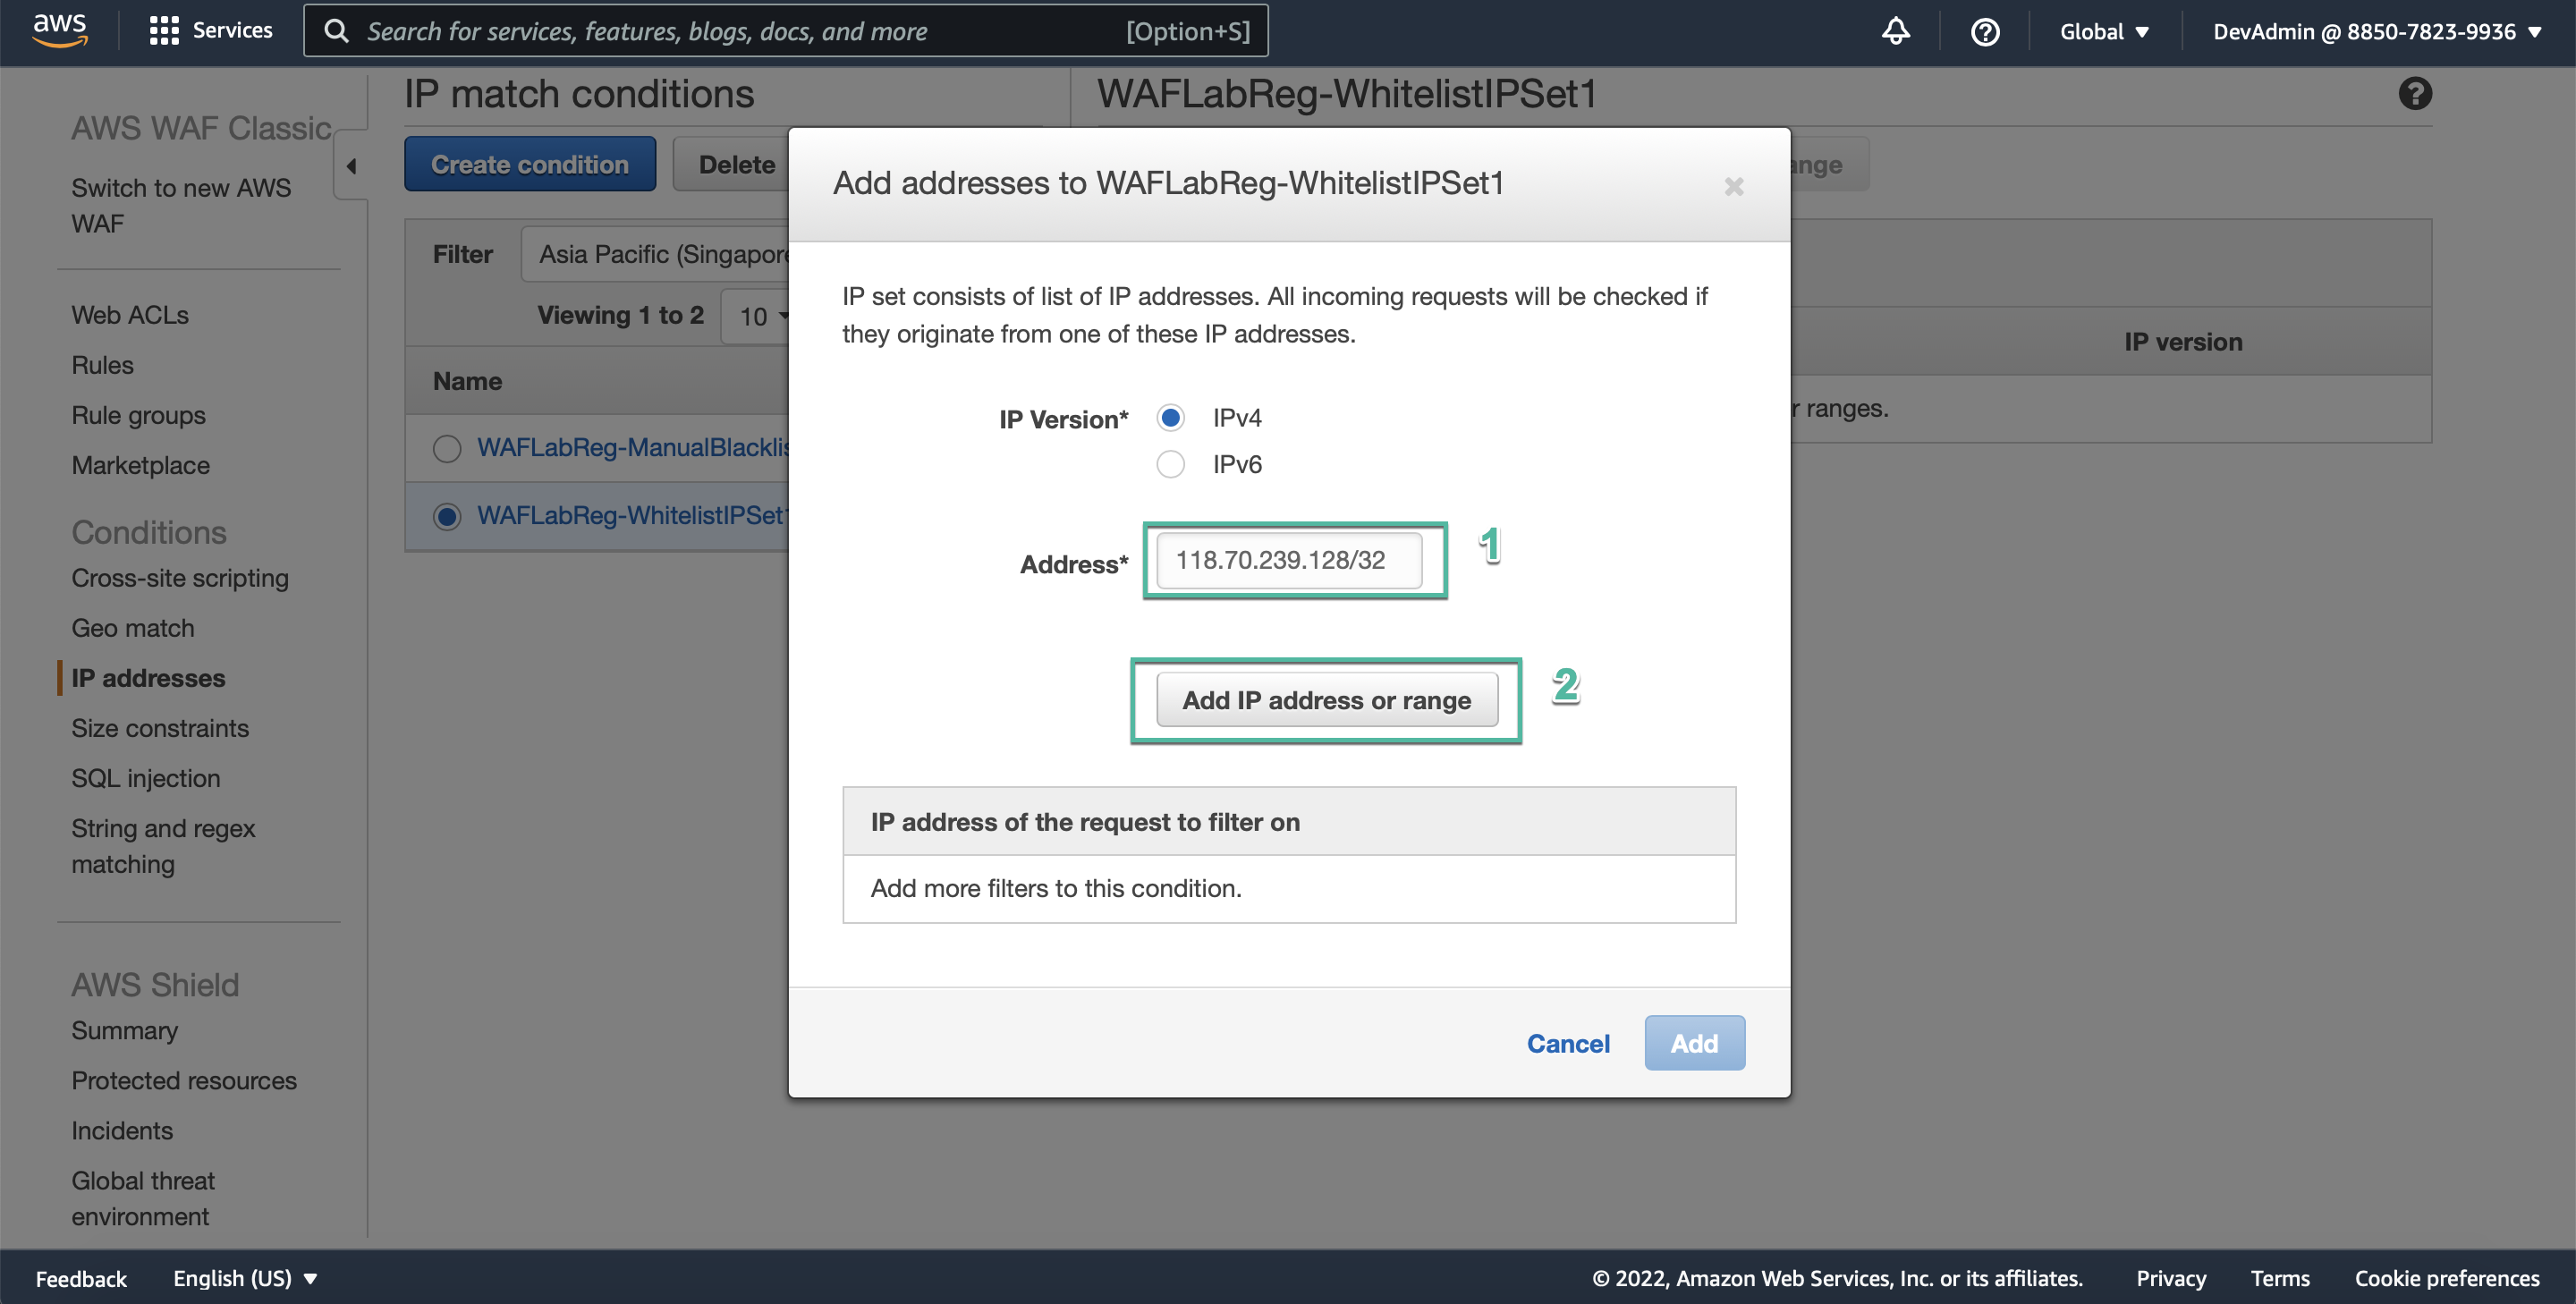 aws
Services
Search for services, features, blogs, docs, and more
[Option+S]
Global
DevAdmin @ 8850-7823-9936
AWS WAF Classic
Switch to new AWS
WAF
Web ACLs
Rules
Rule groups
Marketplace
Conditions
Cross-site scripting
Geo match
IP addresses
Size constraints
SQL injection
String and regex
matching
AWS Shield
Summary
Protected resources
Incidents
Global threat
environment
IP match conditions
Create condition
Delete
Filter
Asia Pacific (Singapore
Viewing 1 to 2
10
Name
WAFLabReg-ManualBlacklis
WAFLabReg-WhitelistIPSet1
WAFLabReg-WhitelistIPSet1
ange
IP version
r ranges.
Add addresses to WAFLabReg-WhitelistIPSet1
IP set consists of list of IP addresses. All incoming requests will be checked if
they originate from one of these IP addresses.
IP Version*
IPv4
IPv6
Address*
118.70.239.128/32
1
Add IP address or range
2
IP address of the request to filter on
Add more filters to this condition.
Cancel
Add
Feedback
English (US)
© 2022, Amazon Web Services, Inc. or its affiliates.
Privacy
Terms
Cookie preferences